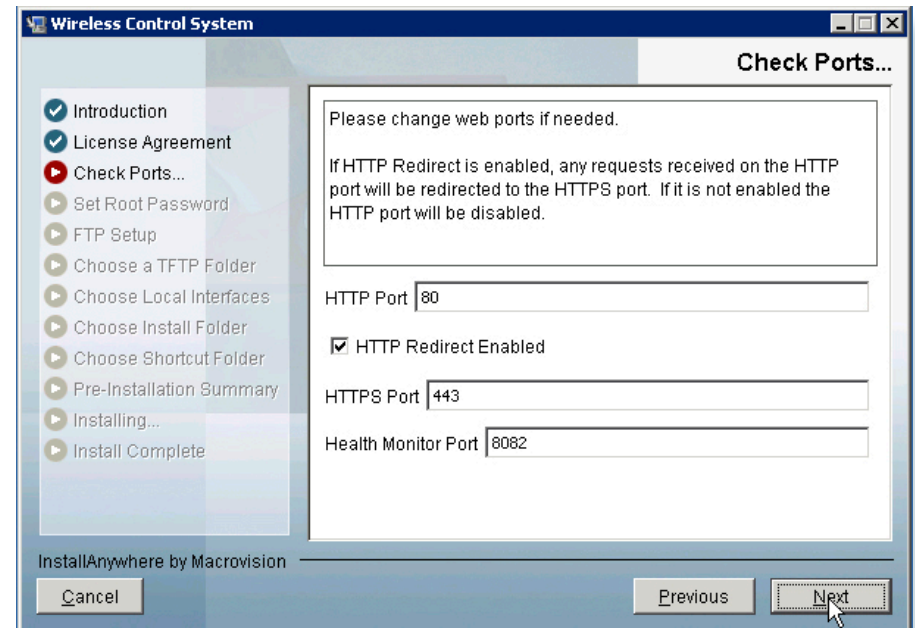 Wireless Control System
Check Ports...
Introduction
License Agreement
Check Ports...
Set Root Password
FTP Setup
Choose a TFTP Folder
Choose Local Interfaces
Choose Install Folder
Choose Shortcut Folder
Pre-Installation Summary
Installing...
Install Complete
Please change web ports if needed.
If HTTP Redirect is enabled, any requests received on the HTTP
port will be redirected to the HTTPS port. If it is not enabled the
HTTP port will be disabled.
HTTP Port 80
HTTP Redirect Enabled
HTTPS Port 443
Health Monitor Port 8082
InstallAnywhere by Macrovision
Cancel
Previous
Next